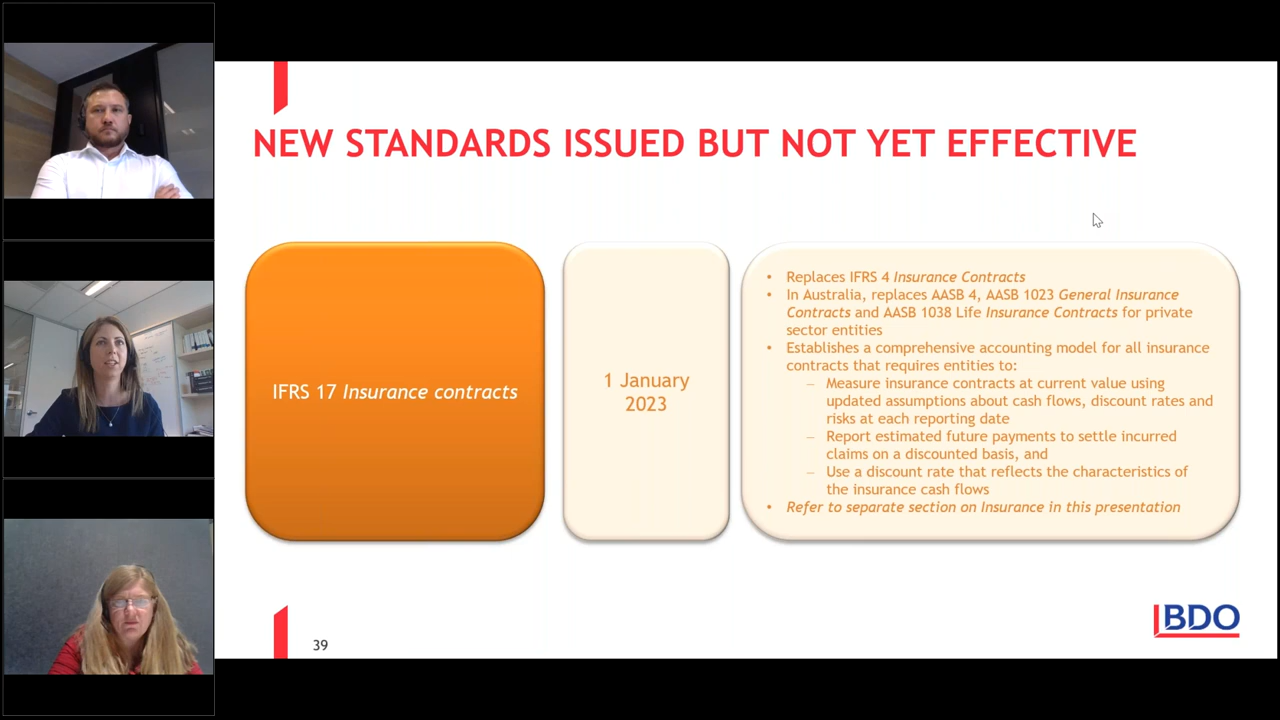 NEW STANDARDS ISSUED BUT NOT YET EFFECTIVE
IFRS 17 Insurance contracts
1 January
2023
• Replaces IFRS 4 Insurance Contracts
• In Australia, replaces AASB 4, AASB 1023 General Insurance
Contracts and AASB 1038 Life Insurance Contracts for private
sector entities
• Establishes a comprehensive accounting model for all insurance
contracts that requires entities to:
– Measure insurance contracts at current value using
updated assumptions about cash flows, discount rates and
risks at each reporting date
– Report estimated future payments to settle incurred
claims on a discounted basis, and
– Use a discount rate that reflects the characteristics of
the insurance cash flows
• Refer to separate section on Insurance in this presentation
39
BDO